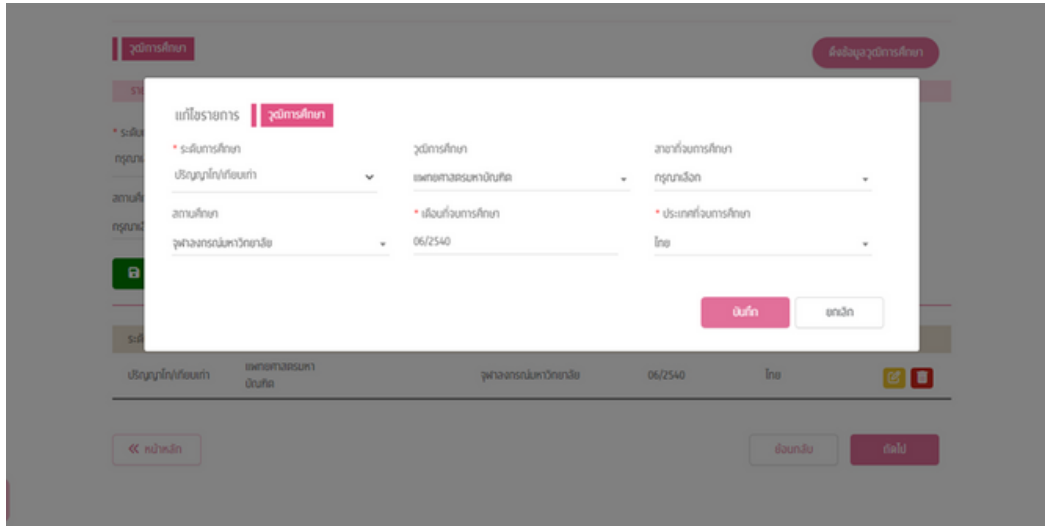 วุฒิการศึกษา
ดึงข้อมูลวุฒิการศึกษา
แก้ไขรายการ วุฒิการศึกษา
* ระดับการศึกษา วุฒิการศึกษา สาขาที่จบการศึกษา
ปริญญาโท/เทียบเท่า แพทยศาสตรมหาบัณฑิต กรุณาเลือก
สถานศึกษา * เดือนที่จบการศึกษา * ประเทศที่จบการศึกษา
จุฬาลงกรณ์มหาวิทยาลัย 06/2540 ไทย
บันทึก ยกเลิก
ปริญญาโท/เทียบเท่า แพทยศาสตรมหา จุฬาลงกรณ์มหาวิทยาลัย 06/2540 ไทย
บัณฑิต
หน้าหลัก ย้อนกลับ ถัดไป